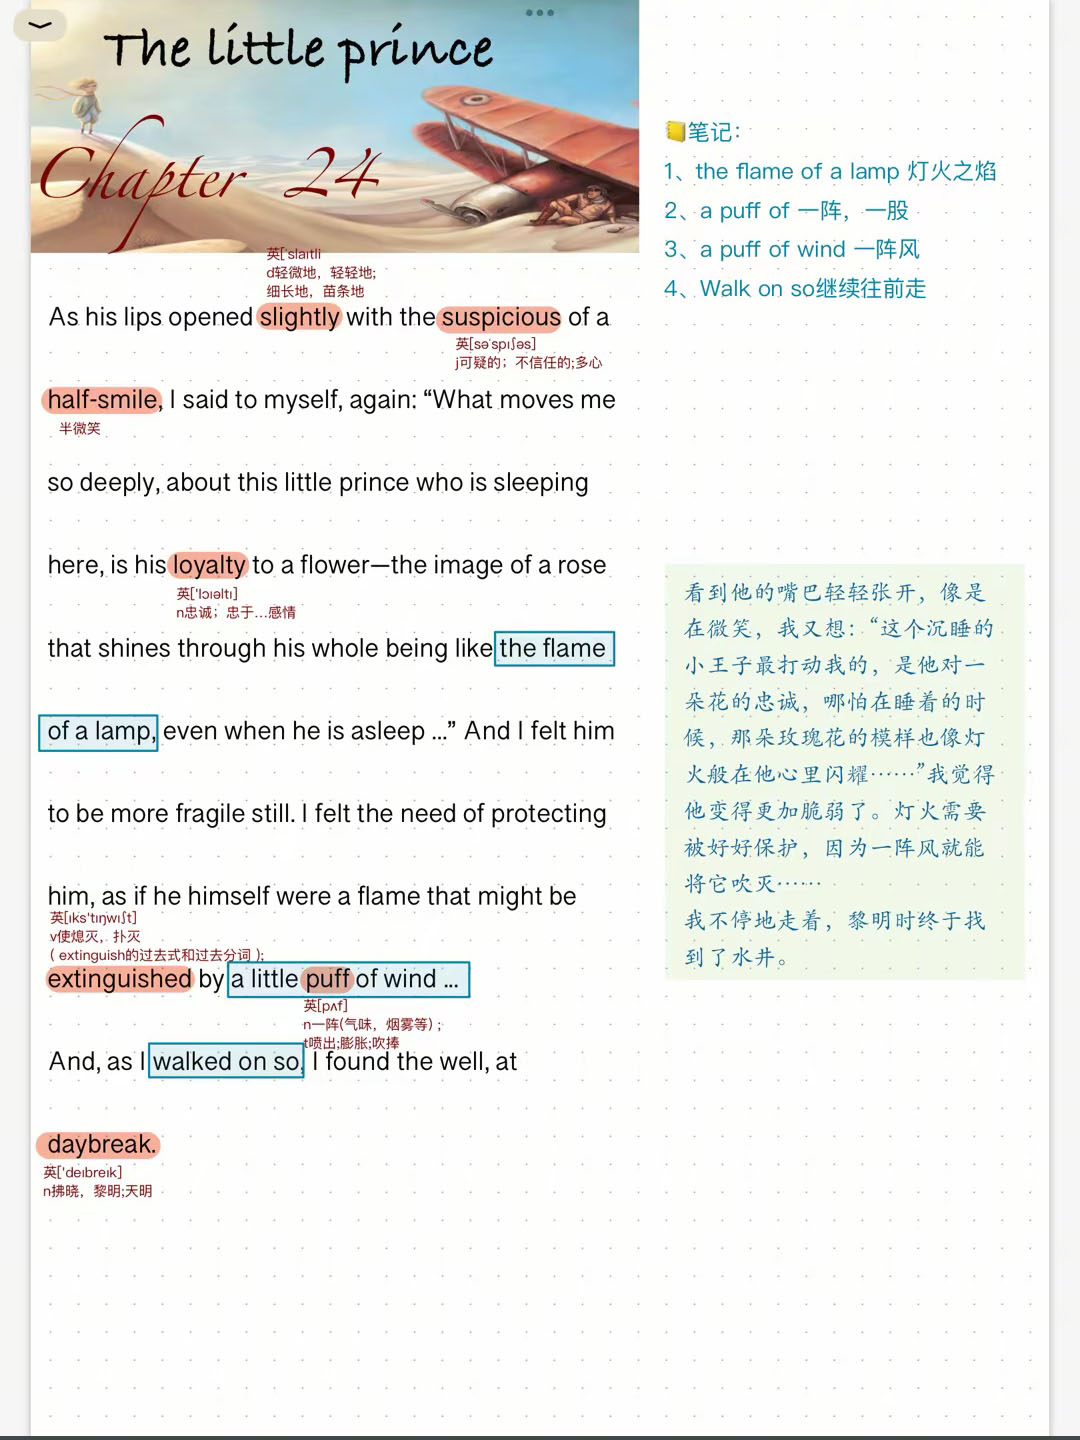 The little prince
Chapter 24
📒笔记：
1、the flame of a lamp 灯火之焰
2、a puff of 一阵，一股
3、a puff of wind 一阵风
4、Walk on so继续往前走
英['slaɪtli
d轻微地，轻轻地;
细长地，苗条地
As his lips opened slightly with the suspicious of a
英[səˈspɪʃəs]
j可疑的；不信任的;多心
half-smile, I said to myself, again: “What moves me
半微笑
so deeply, about this little prince who is sleeping
here, is his loyalty to a flower—the image of a rose
英['lɔɪəltɪ]
n忠诚；忠于...感情
that shines through his whole being like the flame
of a lamp, even when he is asleep ...” And I felt him
to be more fragile still. I felt the need of protecting
him, as if he himself were a flame that might be
英[ɪks'tɪŋwɪʃt]
v使熄灭，扑灭
( extinguish的过去式和过去分词 );
extinguished by a little puff of wind ...
英[pʌf]
n一阵(气味，烟雾等)；
t喷出;膨胀;吹捧
And, as I walked on so, I found the well, at
daybreak.
英['deɪbreɪk]
n拂晓，黎明;天明
看到他的嘴巴轻轻张开，像是
在微笑，我又想：“这个沉睡的
小王子最打动我的，是他对一
朵花的忠诚，哪怕在睡着的时
候，那朵玫瑰花的模样也像灯
火般在他心里闪耀……”我觉得
他变得更加脆弱了。灯火需要
被好好保护，因为一阵风就能
将它吹灭……
我不停地走着，黎明时终于找
到了水井。